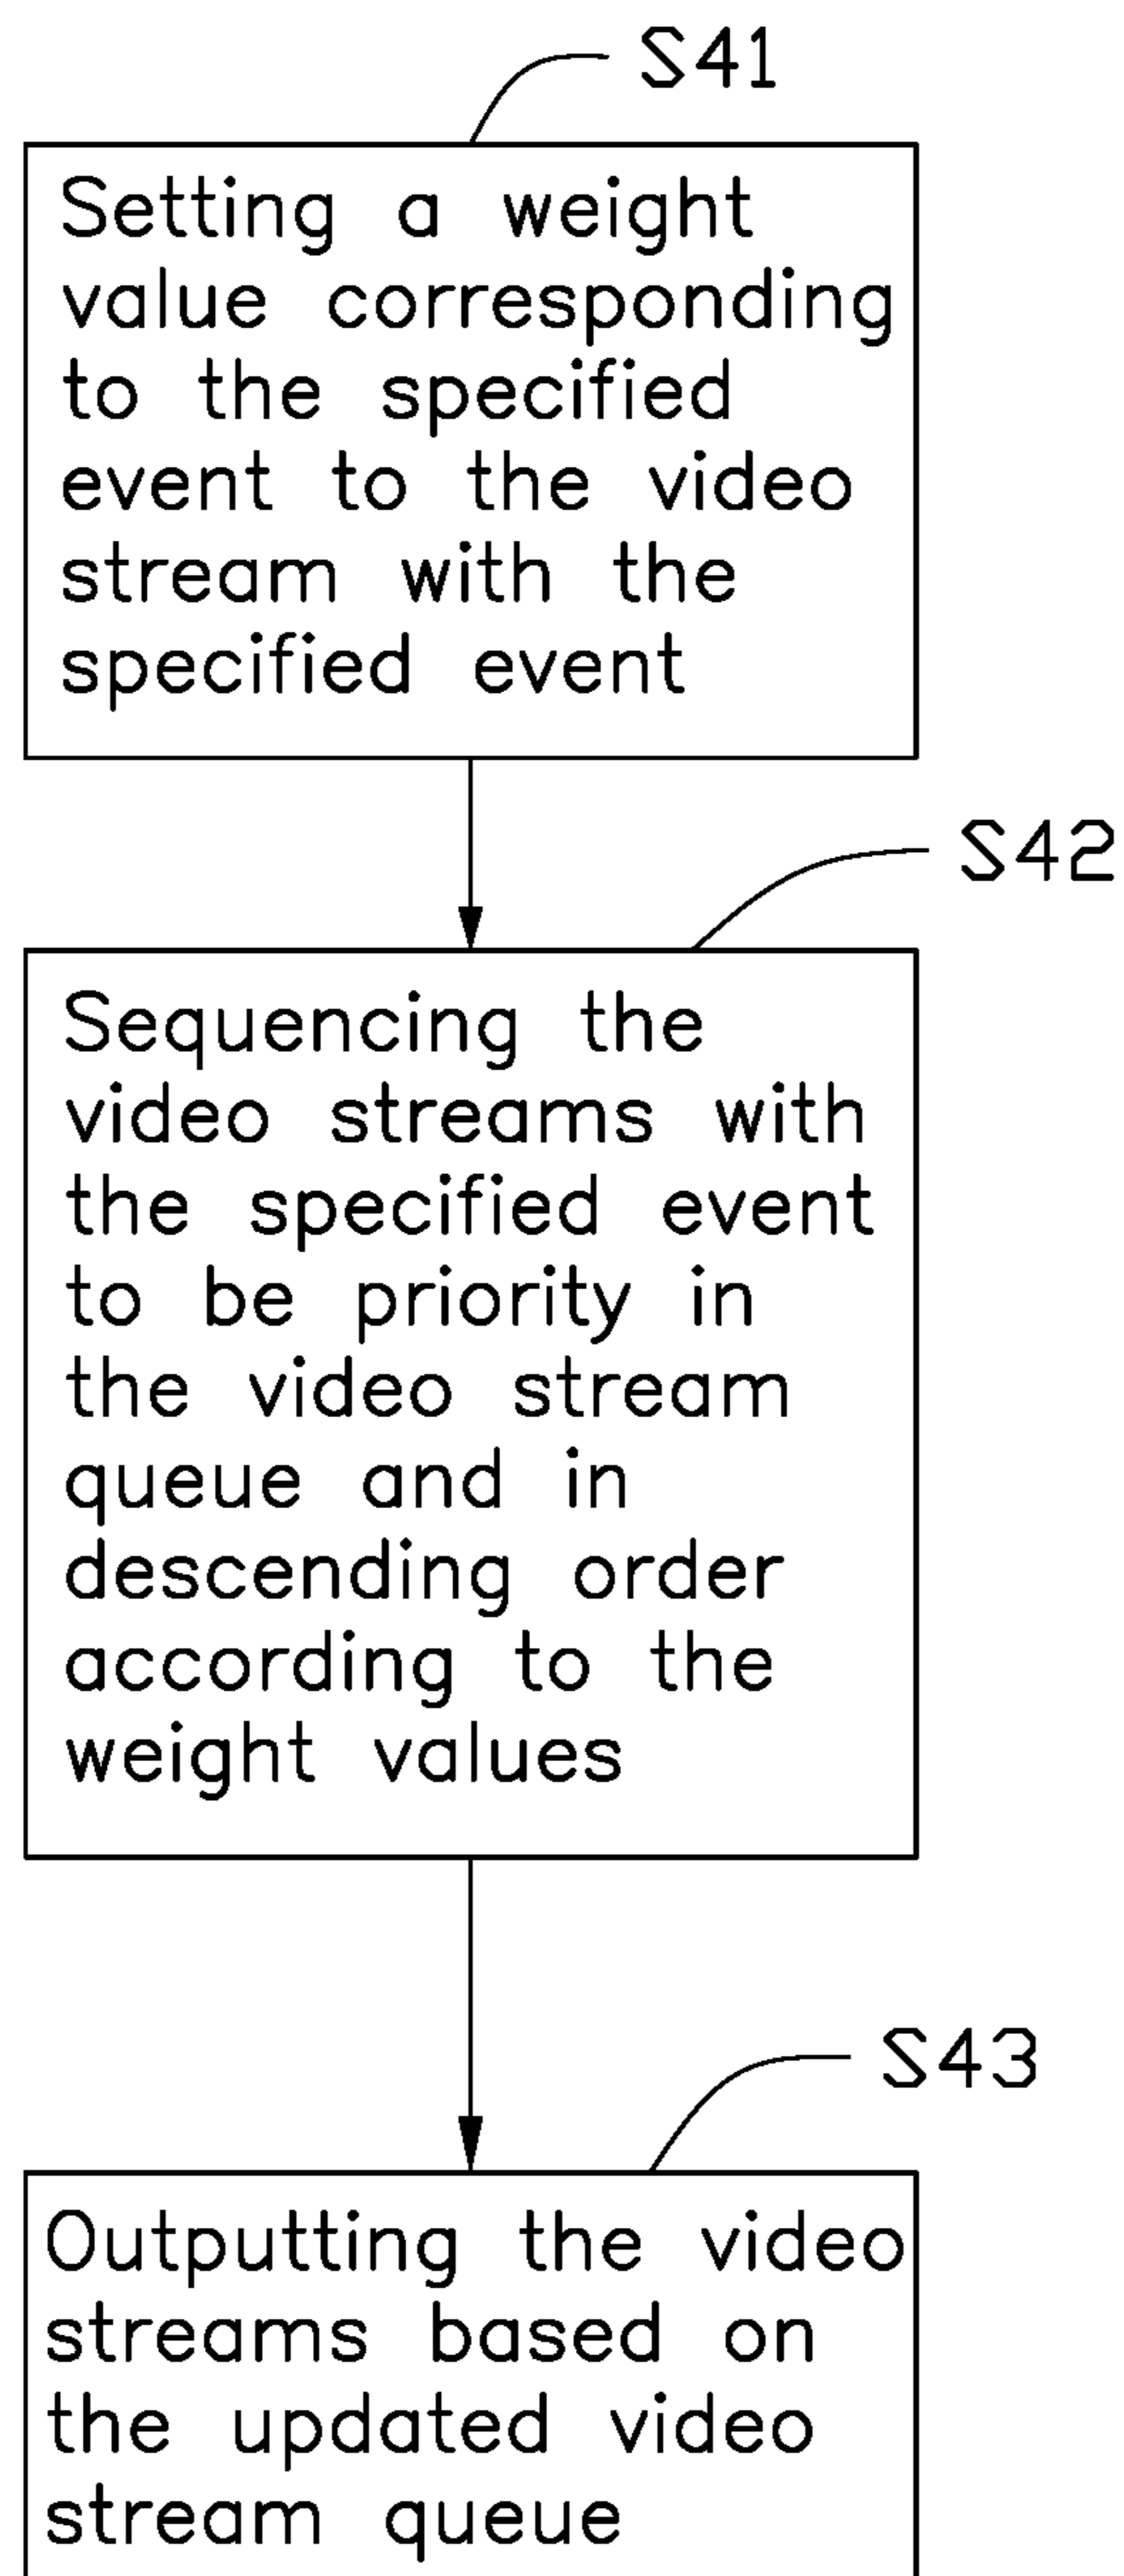 S41
Setting a weight
value corresponding
to the specified
event to the video
stream with the
specified event
S42
Sequencing the
video streams with
the specified event
to be priority in
the video stream
queue and in
descending order
according to the
weight values
S43
Outputting the video
streams based on
the updated video
stream queue